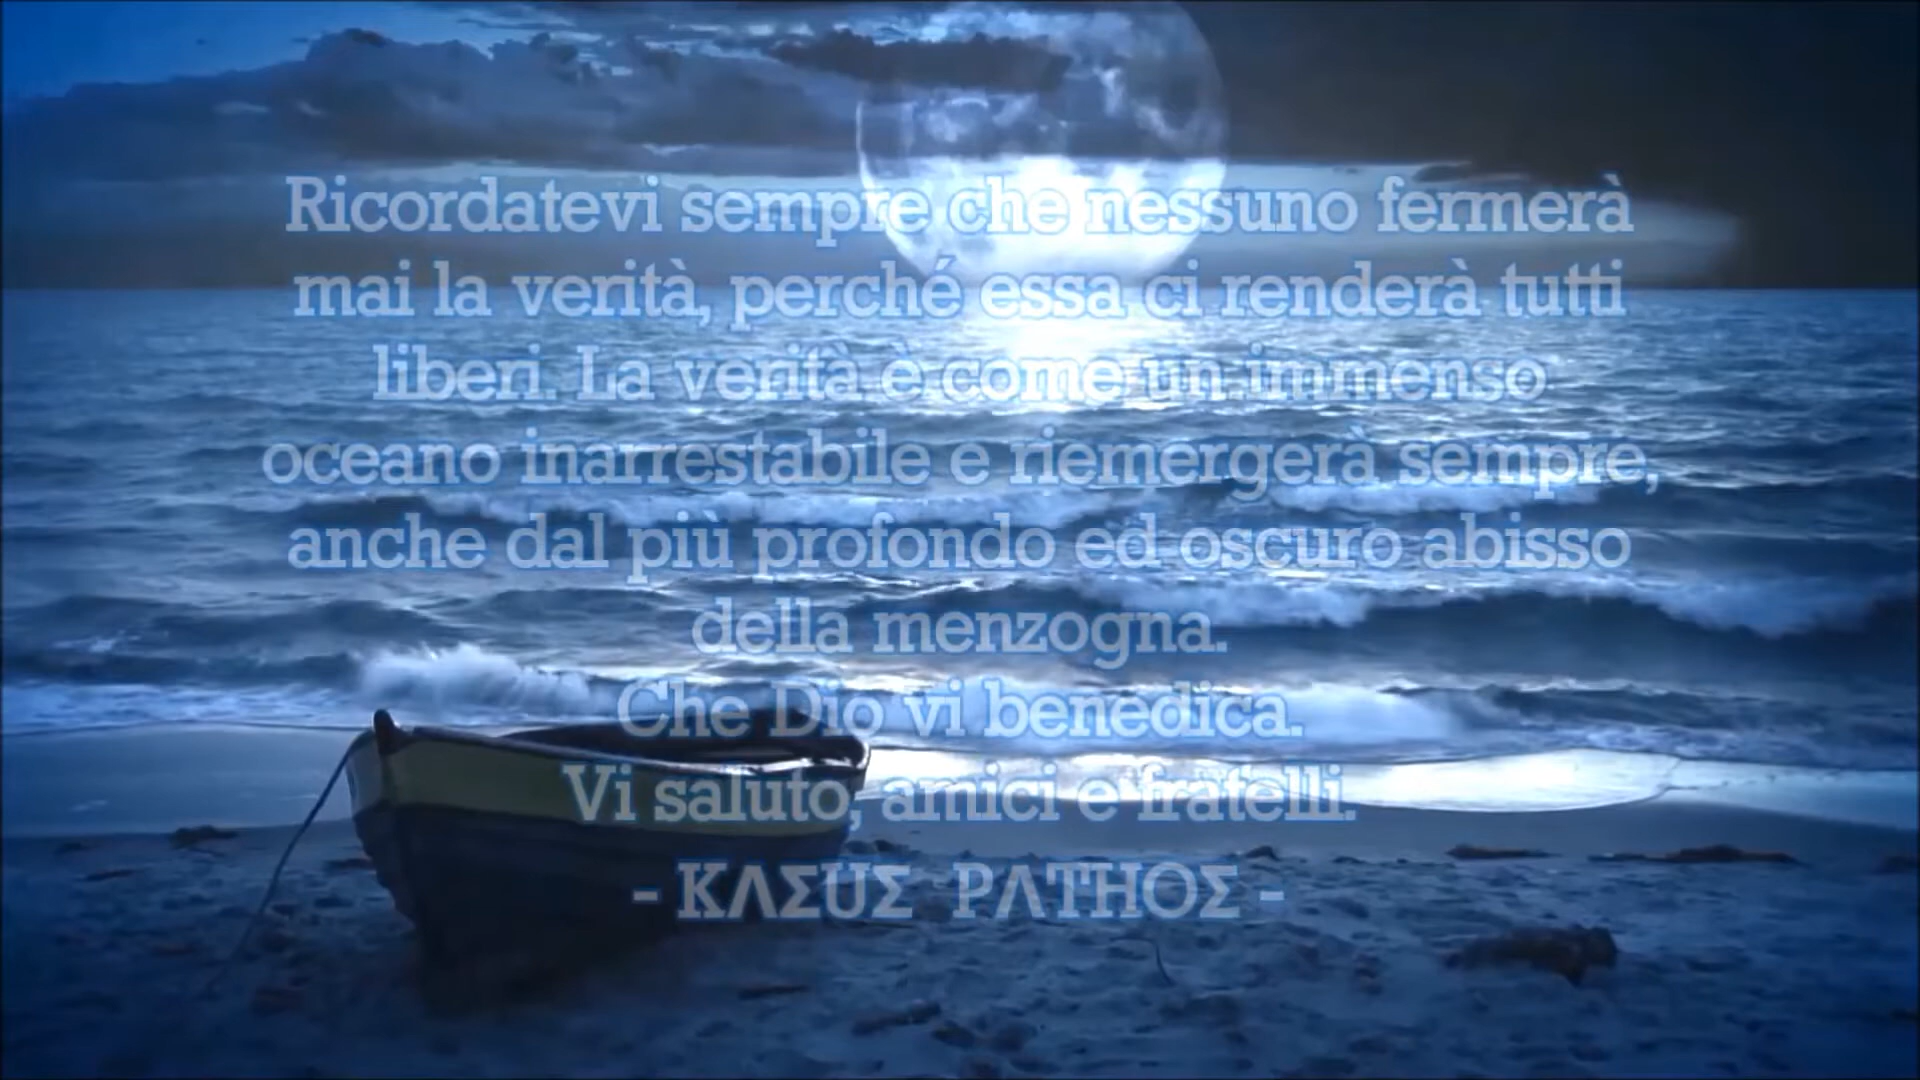 Ricordatevi sempre che nessuno fermerà
mai la verità, perché essa ci renderà tutti
liberi. La verità è come un immenso
oceano inarrestabile e riemergerà sempre,
anche dal più profondo ed oscuro abisso
della menzogna.
Che Dio vi benedica.
Vi saluto, amici e fratelli.
- KΛΣUΣ PΛTHOΣ -